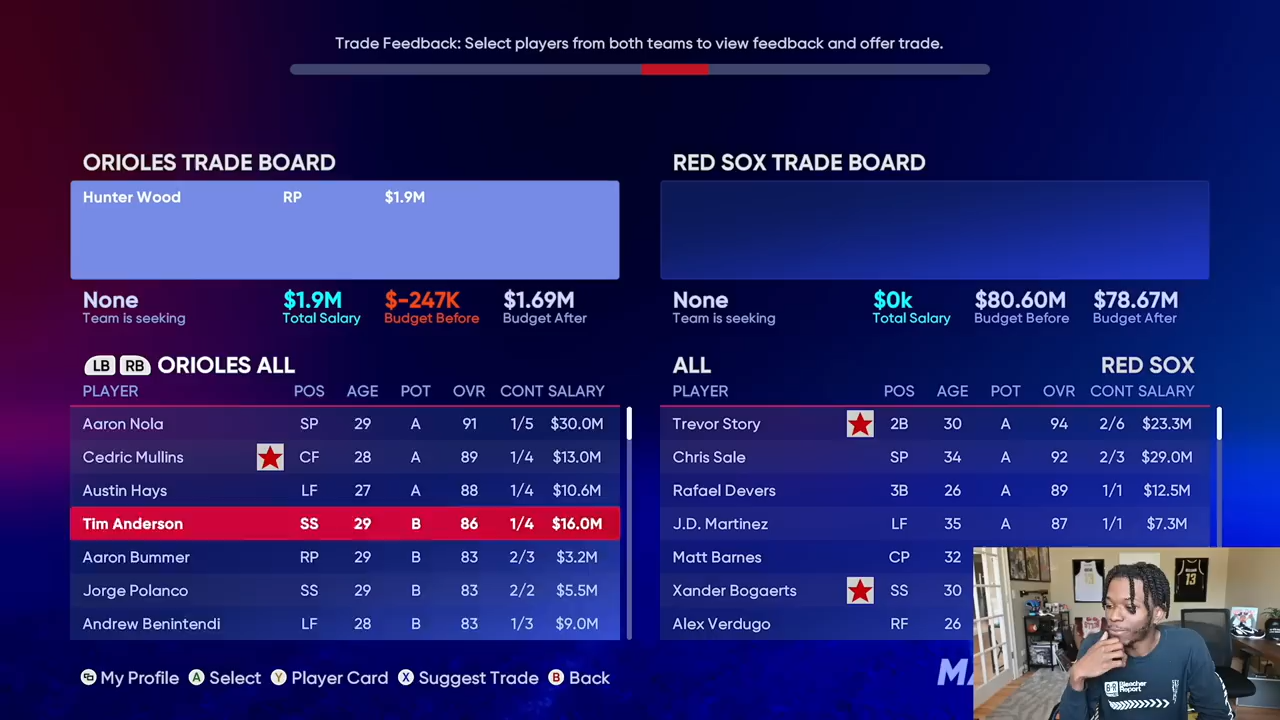 Trade Feedback: Select players from both teams to view feedback and offer trade.
ORIOLES TRADE BOARD
Hunter Wood RP $1.9M
None $1.9M $-247K $1.69M
Team is seeking Total Salary Budget Before Budget After
RED SOX TRADE BOARD
None $0k $80.60M $78.67M
Team is seeking Total Salary Budget Before Budget After
LB RB ORIOLES ALL
PLAYER POS AGE POT OVR CONT SALARY
Aaron Nola SP 29 A 91 1/5 $30.0M
Cedric Mullins CF 28 A 89 1/4 $13.0M
Austin Hays LF 27 A 88 1/4 $10.6M
Tim Anderson SS 29 B 86 1/4 $16.0M
Aaron Bummer RP 29 B 83 2/3 $3.2M
Jorge Polanco SS 29 B 83 2/2 $5.5M
Andrew Benintendi LF 28 B 83 1/3 $9.0M
ALL RED SOX
PLAYER POS AGE POT OVR CONT SALARY
Trevor Story 2B 30 A 94 2/6 $23.3M
Chris Sale SP 34 A 92 2/3 $29.0M
Rafael Devers 3B 26 A 89 1/1 $12.5M
J.D. Martinez LF 35 A 87 1/1 $7.3M
Matt Barnes CP 32
Xander Bogaerts SS 30
Alex Verdugo RF 26
My Profile A Select Y Player Card X Suggest Trade B Back
13
Bleacher
Report